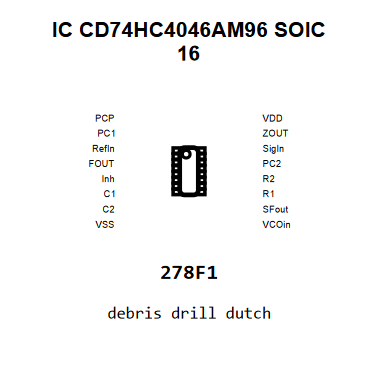 IC CD74HC4046AM96 SOIC
16
PCP VDD
PC1 ZOUT
RefIn SigIn
FOUT PC2
Inh R2
C1 R1
C2 SFout
VSS VCOin
278F1
debris drill dutch